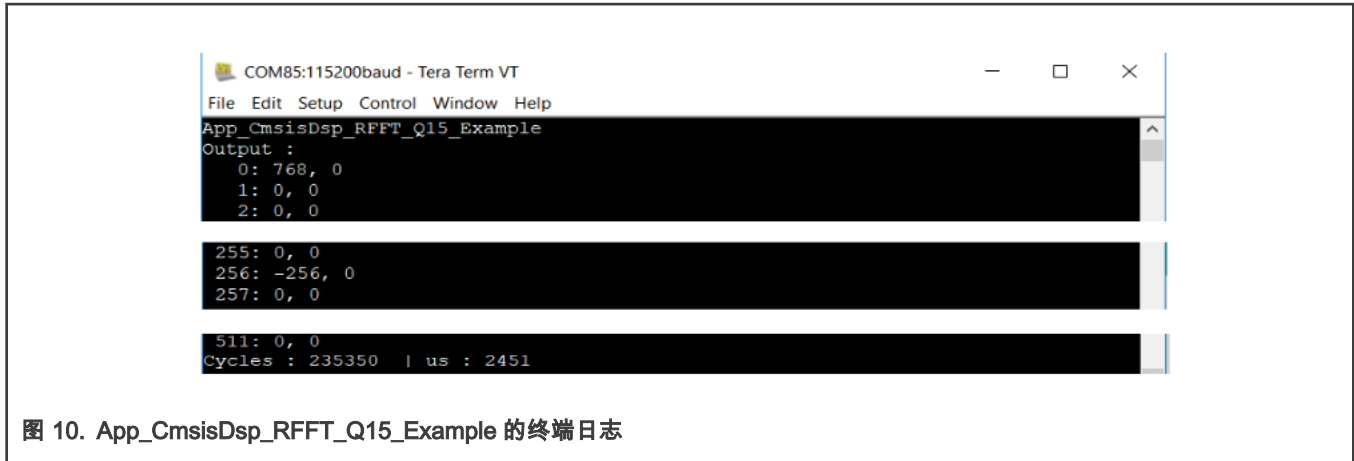 COM85:115200baud - Tera Term VT
File Edit Setup Control Window Help
App_CmsisDsp_RFFT_Q15_Example
Output :
0: 768, 0
1: 0, 0
2: 0, 0
255: 0, 0
256: -256, 0
257: 0, 0
511: 0, 0
Cycles : 235350 | us : 2451
图 10. App_CmsisDsp_RFFT_Q15_Example 的终端日志